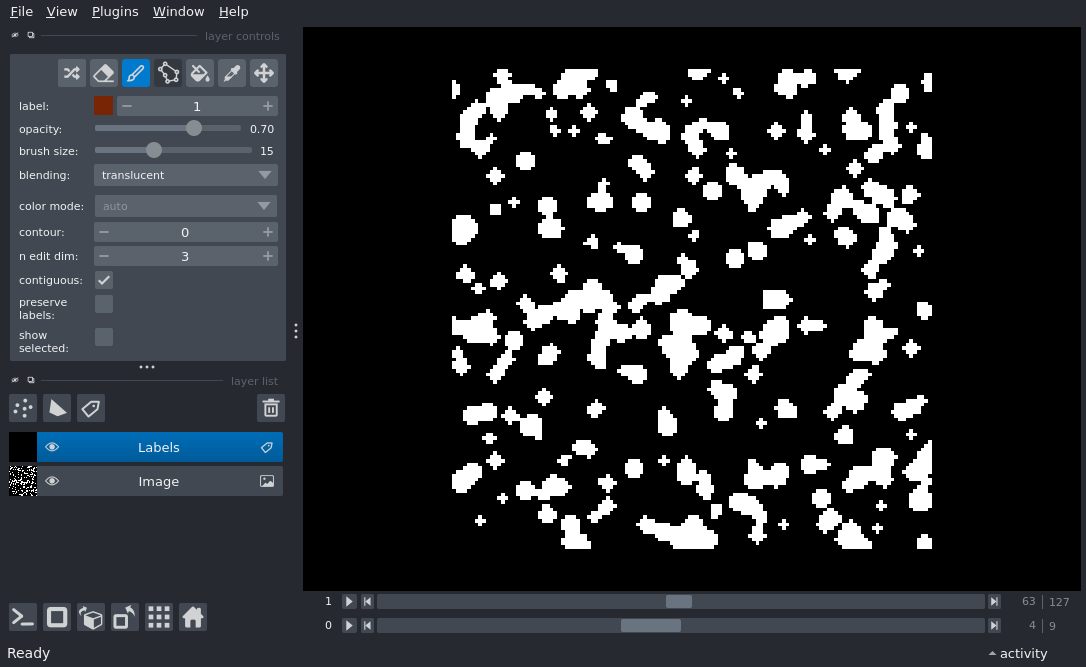 File View Plugins Window Help
layer controls
label: 1
opacity: 0.70
brush size: 15
blending: translucent
color mode: auto
contour: 0
n edit dim: 3
contiguous:
preserve
labels:
show
selected:
layer list
Labels
Image
1 63 127
0 4 9
Ready activity